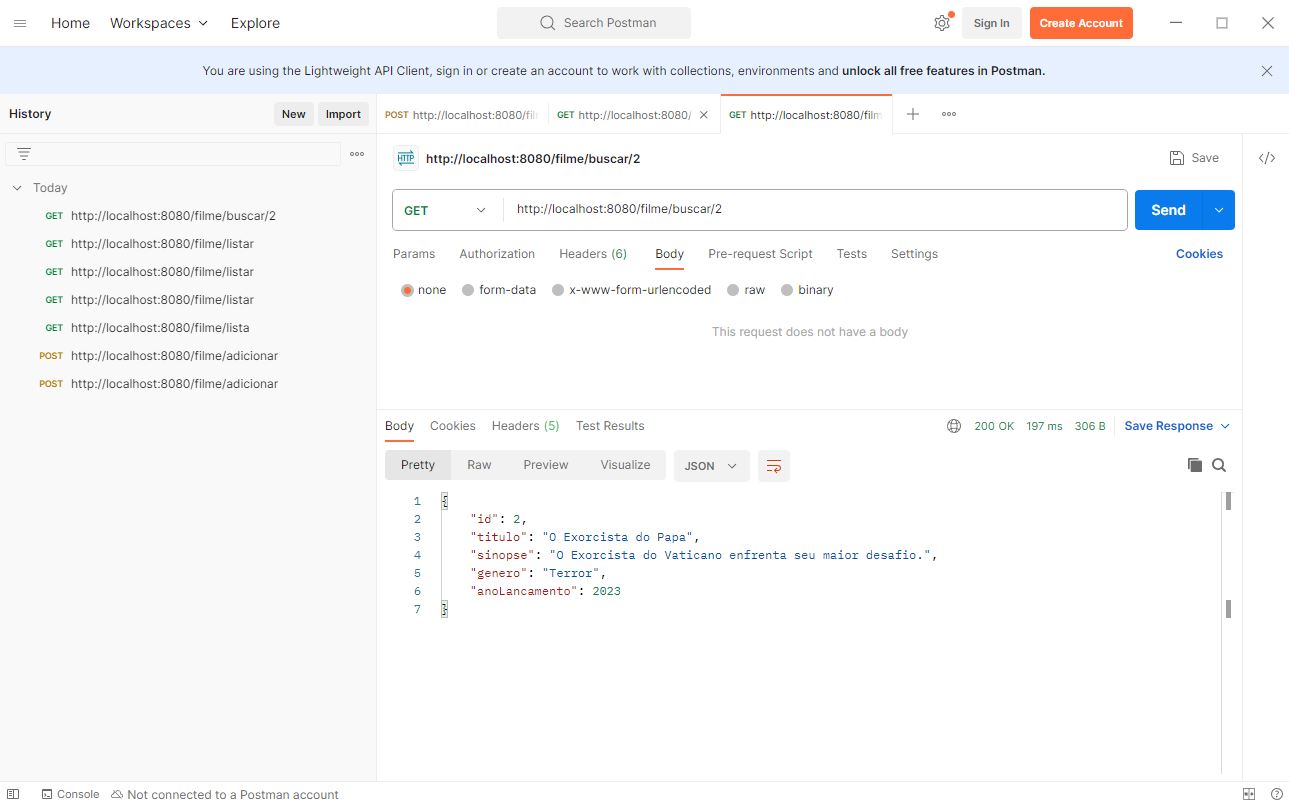 Home Workspaces Explore Search Postman Sign In Create Account
You are using the Lightweight API Client, sign in or create an account to work with collections, environments and unlock all free features in Postman.
History New Import
Today
GET http://localhost:8080/filme/buscar/2
GET http://localhost:8080/filme/listar
GET http://localhost:8080/filme/listar
GET http://localhost:8080/filme/listar
GET http://localhost:8080/filme/lista
POST http://localhost:8080/filme/adicionar
POST http://localhost:8080/filme/adicionar
POST http://localhost:8080/fil GET http://localhost:8080/ GET http://localhost:8080/film
HTTP http://localhost:8080/filme/buscar/2 Save
GET http://localhost:8080/filme/buscar/2 Send
Params Authorization Headers (6) Body Pre-request Script Tests Settings Cookies
none form-data x-www-form-urlencoded raw binary
This request does not have a body
Body Cookies Headers (5) Test Results 200 OK 197 ms 306 B Save Response
Pretty Raw Preview Visualize JSON
1 {
2 "id": 2,
3 "titulo": "O Exorcista do Papa",
4 "sinopse": "O Exorcista do Vaticano enfrenta seu maior desafio.",
5 "genero": "Terror",
6 "anoLancamento": 2023
7 }
Console Not connected to a Postman account